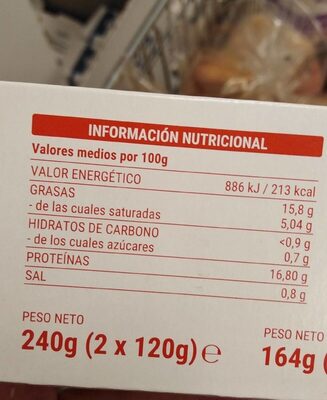 INFORMACIÓN NUTRICIONAL
Valores medios por 100g
VALOR ENERGÉTICO 886 kJ / 213 kcal
GRASAS 15,8 g
- de las cuales saturadas 5,04 g
HIDRATOS DE CARBONO <0,9 g
- de los cuales azúcares 0,7 g
PROTEÍNAS 16,80 g
SAL 0,8 g
PESO NETO
240g (2 x 120g) ℮
PESO NETO
164g (